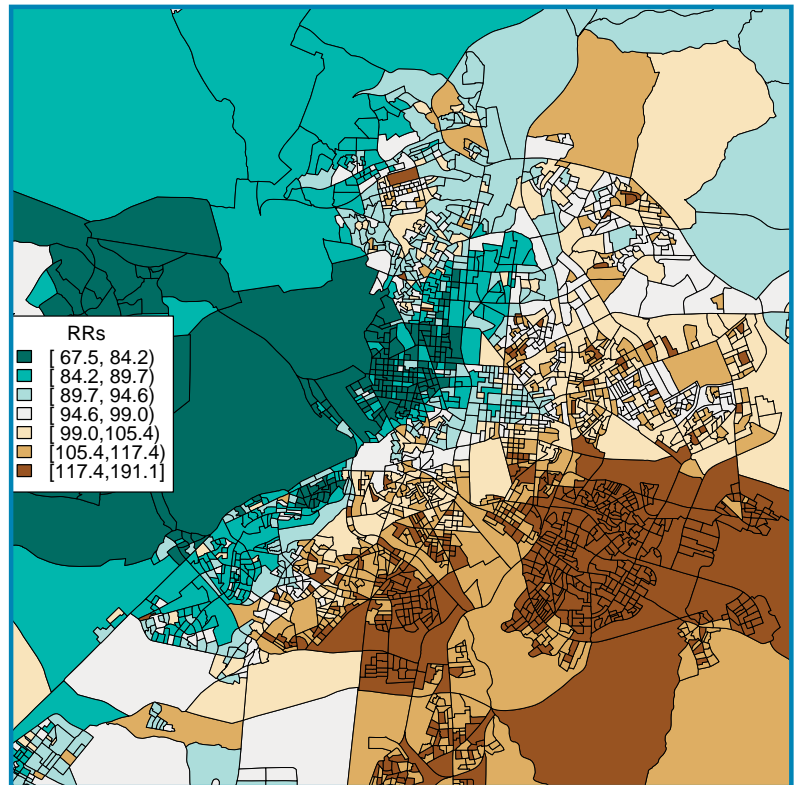 RRs
[ 67.5, 84.2)
[ 84.2, 89.7)
[ 89.7, 94.6)
[ 94.6, 99.0)
[ 99.0,105.4)
[105.4,117.4)
[117.4,191.1]